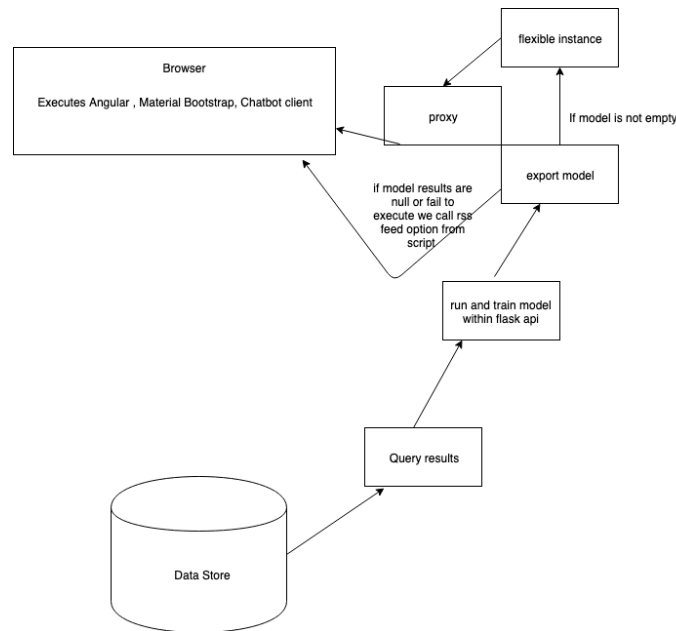 flexible instance
Browser
Executes Angular , Material Bootstrap, Chatbot client
proxy
If model is not empty
export model
if model results are
null or fail to
execute we call rss
feed option from
script
run and train model
within flask api
Query results
Data Store